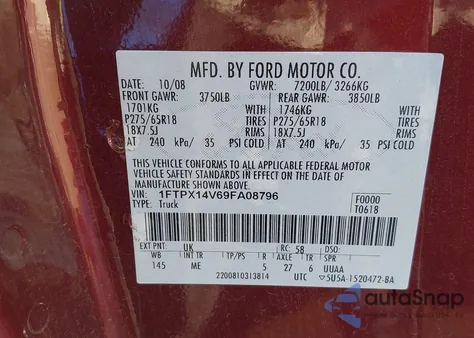 MFD. BY FORD MOTOR CO.
DATE: 10/08 GVWR: 7200LB/ 3266KG
FRONT GAWR: 3750LB REAR GAWR: 3850LB
1701KG WITH 1746KG WITH
P275/65R18 TIRES P275/65R18 TIRES
18X7.5J RIMS 18X7.5J RIMS
AT 240 kPa/ 35 PSI COLD AT 240 kPa/ 35 PSI COLD
THIS VEHICLE CONFORMS TO ALL APPLICABLE FEDERAL MOTOR
VEHICLE SAFETY STANDARDS IN EFFECT ON THE DATE OF
MANUFACTURE SHOWN ABOVE.
VIN: 1FTPX14V69FA08796 F0000
TYPE: Truck T0618
EXT PNT: UK RC: 58
WB INT TR TP/PS R AXLE TR SPR
145 ME 5 27 6 UUAA
2200810313814 UTC 5U5A-1520472-BA
autoSnap